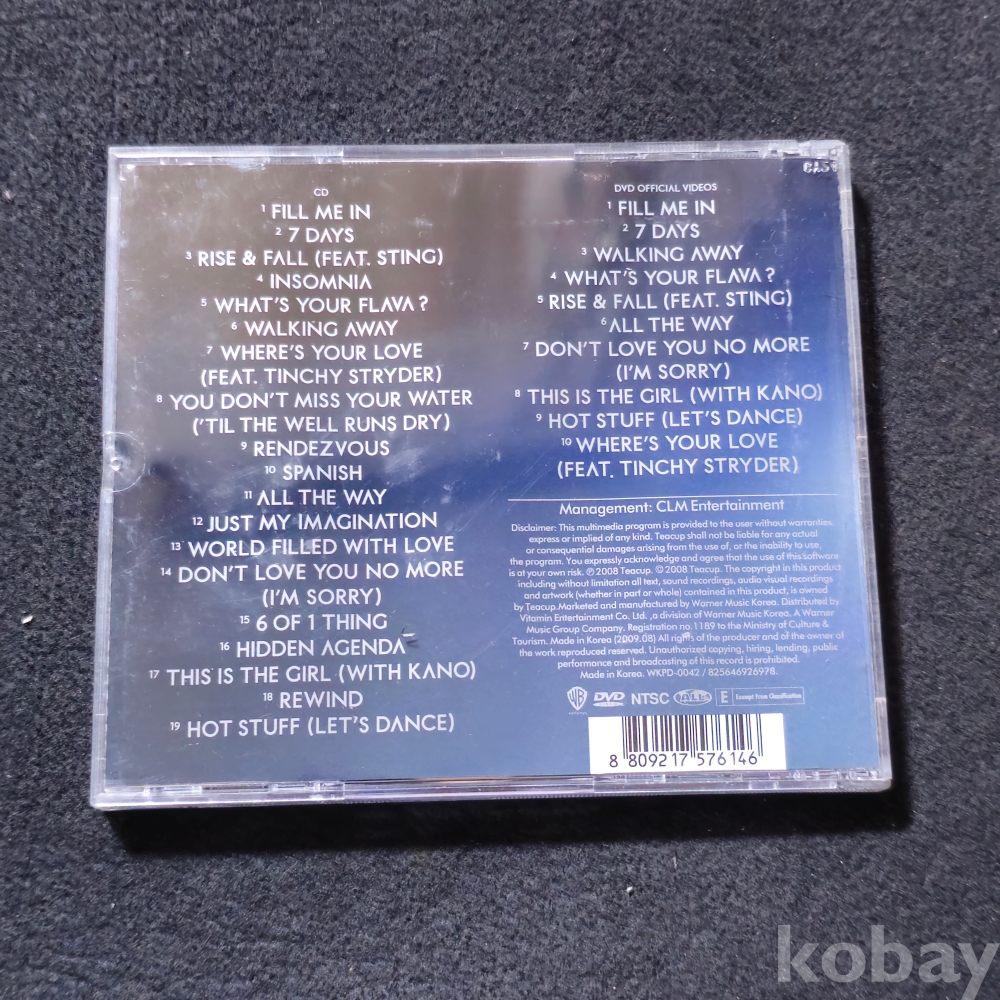 CD
1 FILL ME IN
2 7 DAYS
3 RISE & FALL (FEAT. STING)
4 INSOMNIA
5 WHAT'S YOUR FLAVA?
6 WALKING AWAY
7 WHERE'S YOUR LOVE
(FEAT. TINCHY STRYDER)
8 YOU DON'T MISS YOUR WATER
('TIL THE WELL RUNS DRY)
9 RENDEZVOUS
10 SPANISH
11 ALL THE WAY
12 JUST MY IMAGINATION
13 WORLD FILLED WITH LOVE
14 DON'T LOVE YOU NO MORE
(I'M SORRY)
15 6 OF 1 THING
16 HIDDEN AGENDA
17 THIS IS THE GIRL (WITH KANO)
18 REWIND
19 HOT STUFF (LET'S DANCE)
DVD OFFICIAL VIDEOS
1 FILL ME IN
2 7 DAYS
3 WALKING AWAY
4 WHAT'S YOUR FLAVA?
5 RISE & FALL (FEAT. STING)
6 ALL THE WAY
7 DON'T LOVE YOU NO MORE
(I'M SORRY)
8 THIS IS THE GIRL (WITH KANO)
9 HOT STUFF (LET'S DANCE)
10 WHERE'S YOUR LOVE
(FEAT. TINCHY STRYDER)
Management: CLM Entertainment
Disclaimer: This multimedia program is provided to the user without warranties,
express or implied of any kind. Teacup shall not be liable for any actual
or consequential damages arising from the use of, or the inability to use,
the program. You expressly acknowledge and agree that the use of this software
is at your own risk. ℗ 2008 Teacup. © 2008 Teacup. The copyright in this product
including without limitation all text, sound recordings, audio visual recordings
and artwork (whether in part or whole) contained in this product, is owned
by Teacup.Marketed and manufactured by Warner Music Korea. Distributed by
Vitamin Entertainment Co. Ltd. ,a division of Warner Music Korea. A Warner
Music Group Company. Registration no. 1189 to the Ministry of Culture &
Tourism. Made in Korea (2009.08) All rights of the producer and of the owner of
the work reproduced reserved. Unauthorized copying, hiring, lending, public
performance and broadcasting of this record is prohibited.
Made in Korea. WKPD-0042 / 825646926978.
WB DVD VIDEO NTSC ALL E Exempt From Classification
8 809217 576146
kobay